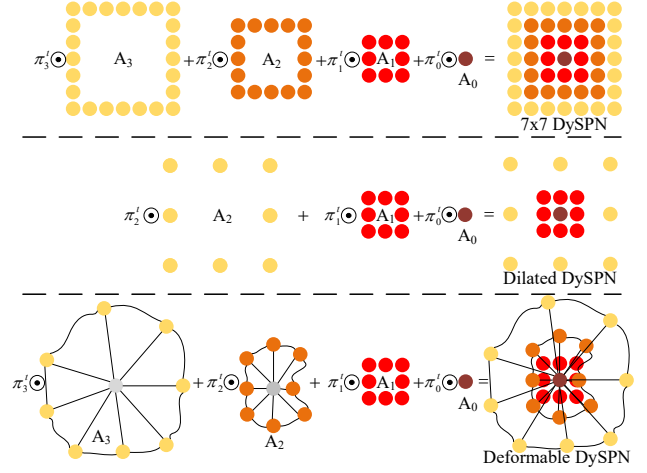 π₃ᵗ⊙ A₃ + π₂ᵗ⊙ A₂ + π₁ᵗ⊙ A₁ + π₀ᵗ⊙ =
A₀
7x7 DySPN
π₂ᵗ⊙ A₂ + π₁ᵗ⊙ A₁ + π₀ᵗ⊙ =
A₀
Dilated DySPN
π₃ᵗ⊙ + π₂ᵗ⊙ + π₁ᵗ⊙ A₁ + π₀ᵗ⊙ =
A₃ A₂ A₀
Deformable DySPN